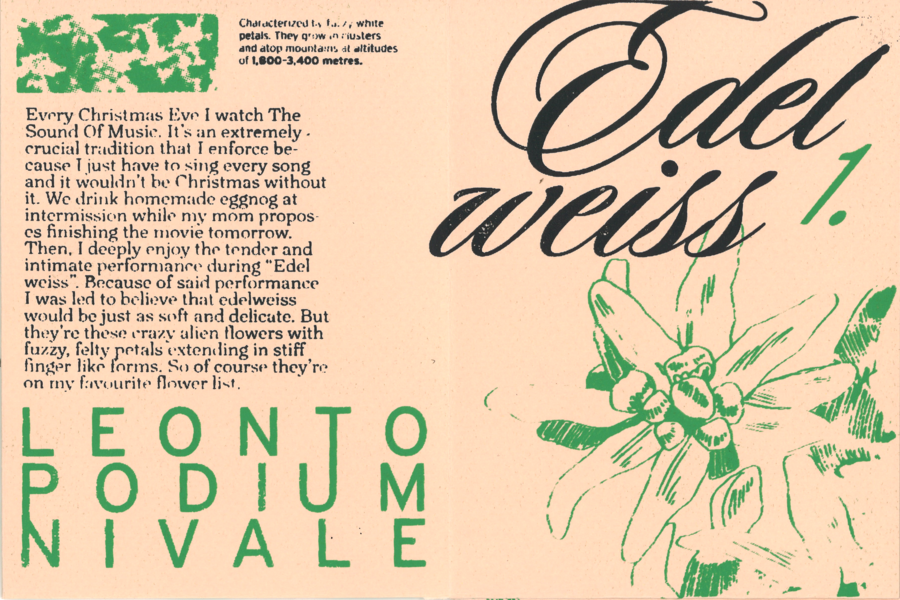 Characterized by fuzzy white
petals. They grow in clusters
and atop mountains at altitudes
of 1,800-3,400 metres.
Every Christmas Eve I watch The
Sound Of Music. It's an extremely
crucial tradition that I enforce be-
cause I just have to sing every song
and it wouldn't be Christmas without
it. We drink homemade eggnog at
intermission while my mom propos-
es finishing the movie tomorrow.
Then, I deeply enjoy the tender and
intimate performance during "Edel
weiss". Because of said performance
I was led to believe that edelweiss
would be just as soft and delicate. But
they're these crazy alien flowers with
fuzzy, felty petals extending in stiff
finger like forms. So of course they're
on my favourite flower list.
LEONTO
PODIUM
NIVALE
Edel
weiss
1.